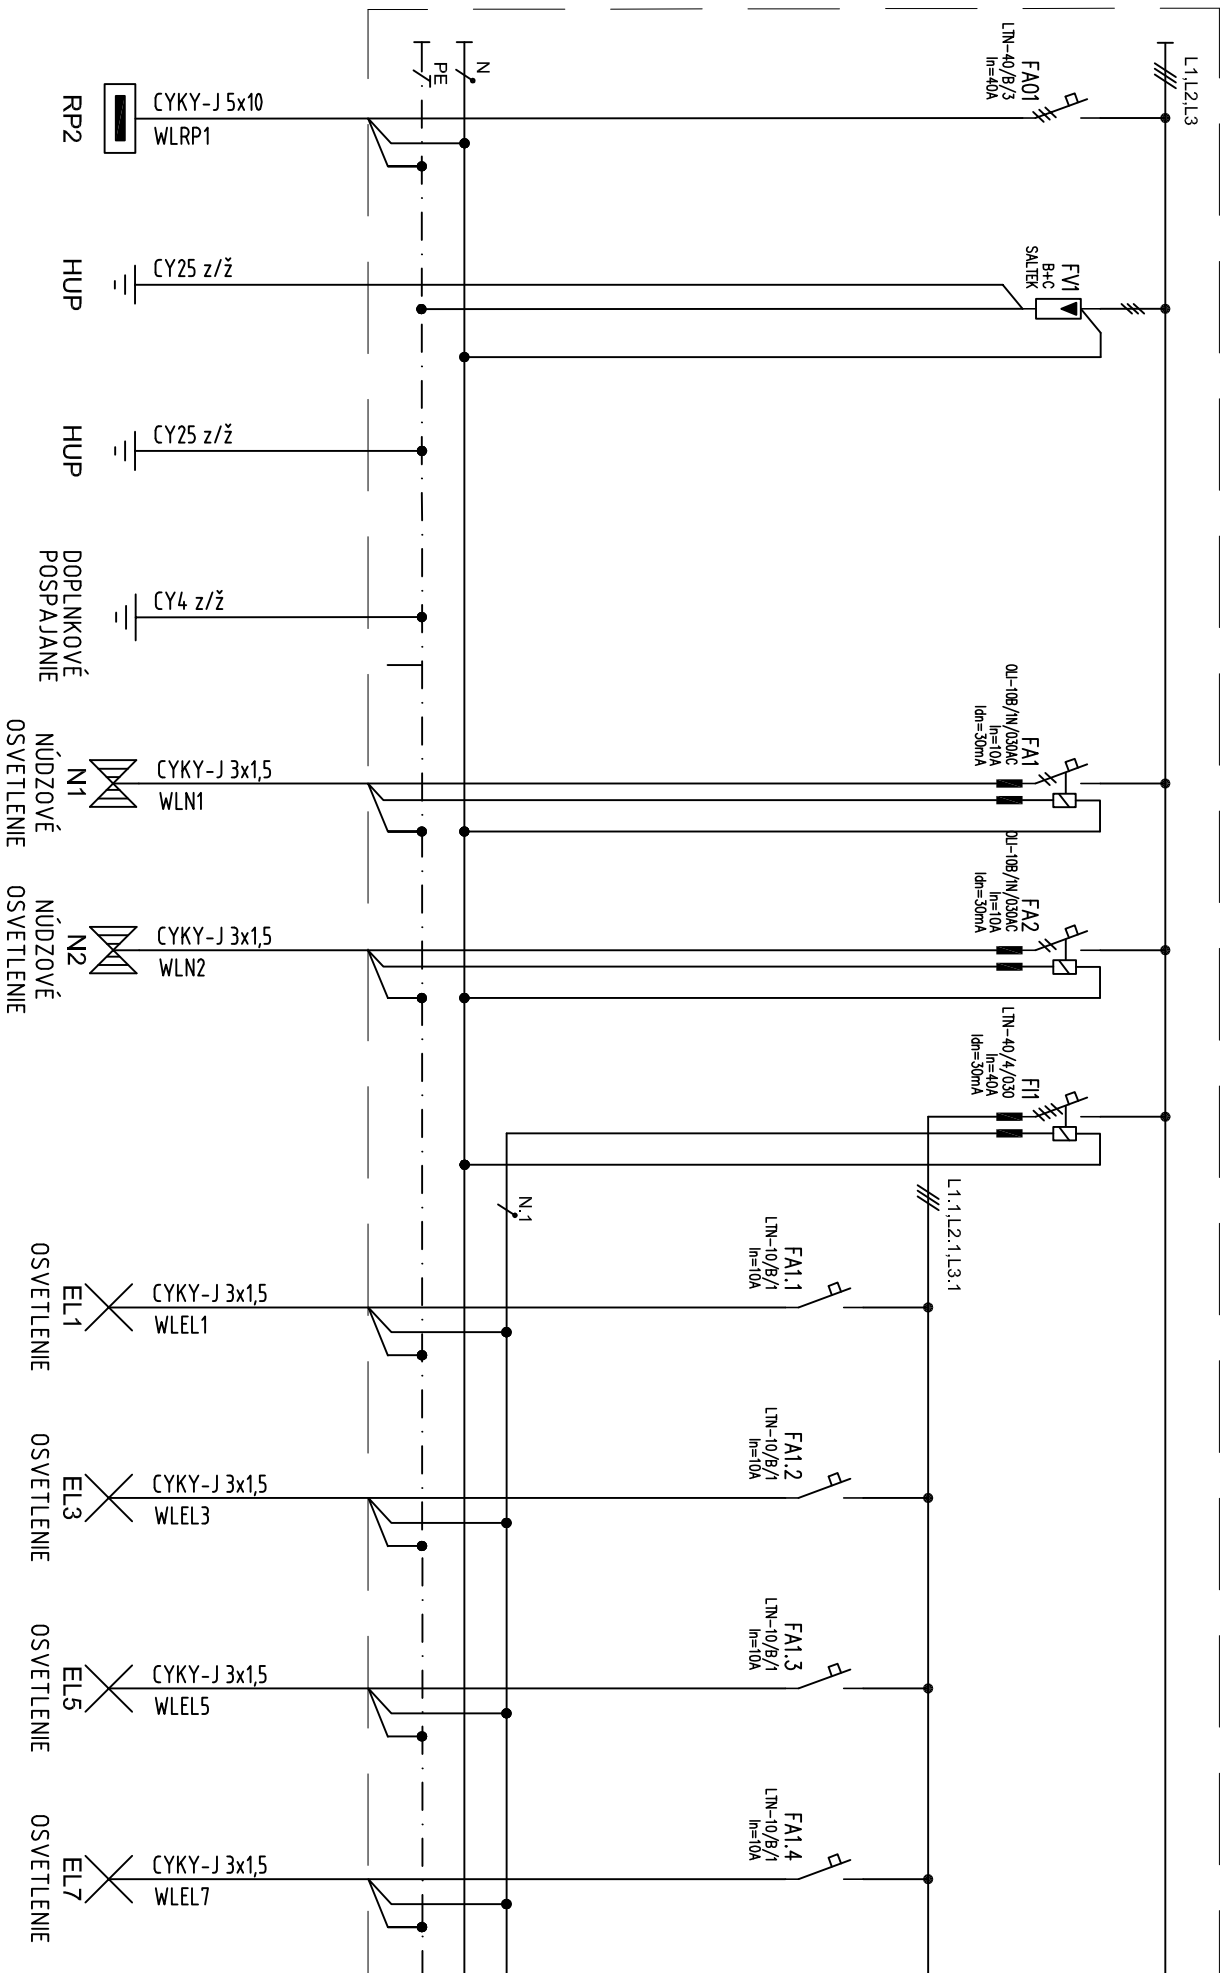 L1,L2,L3
N
PE
FA01
LTN-40/B/3
In=40A
CYKY-J 5x10
WLRP1
RP2
FV1
B+C
SALTEK
CY25 z/ž
HUP
CY25 z/ž
HUP
CY4 z/ž
DOPLNKOVÉ
POSPAJANIE
FA1
OLI-10B/1N/030AC
In=10A
Idn=30mA
CYKY-J 3x1,5
WLN1
N1
NÚDZOVÉ
OSVETLENIE
FA2
OLI-10B/1N/030AC
In=10A
Idn=30mA
CYKY-J 3x1,5
WLN2
N2
NÚDZOVÉ
OSVETLENIE
FI1
LTN-40/4/030
In=40A
Idn=30mA
L1.1,L2.1,L3.1
N.1
FA1.1
LTN-10/B/1
In=10A
CYKY-J 3x1,5
WLEL1
EL1
OSVETLENIE
FA1.2
LTN-10/B/1
In=10A
CYKY-J 3x1,5
WLEL3
EL3
OSVETLENIE
FA1.3
LTN-10/B/1
In=10A
CYKY-J 3x1,5
WLEL5
EL5
OSVETLENIE
FA1.4
LTN-10/B/1
In=10A
CYKY-J 3x1,5
WLEL7
EL7
OSVETLENIE